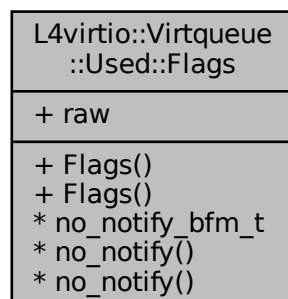 L4virtio::Virtqueue
::Used::Flags
+ raw
+ Flags()
+ Flags()
* no_notify_bfm_t
* no_notify()
* no_notify()